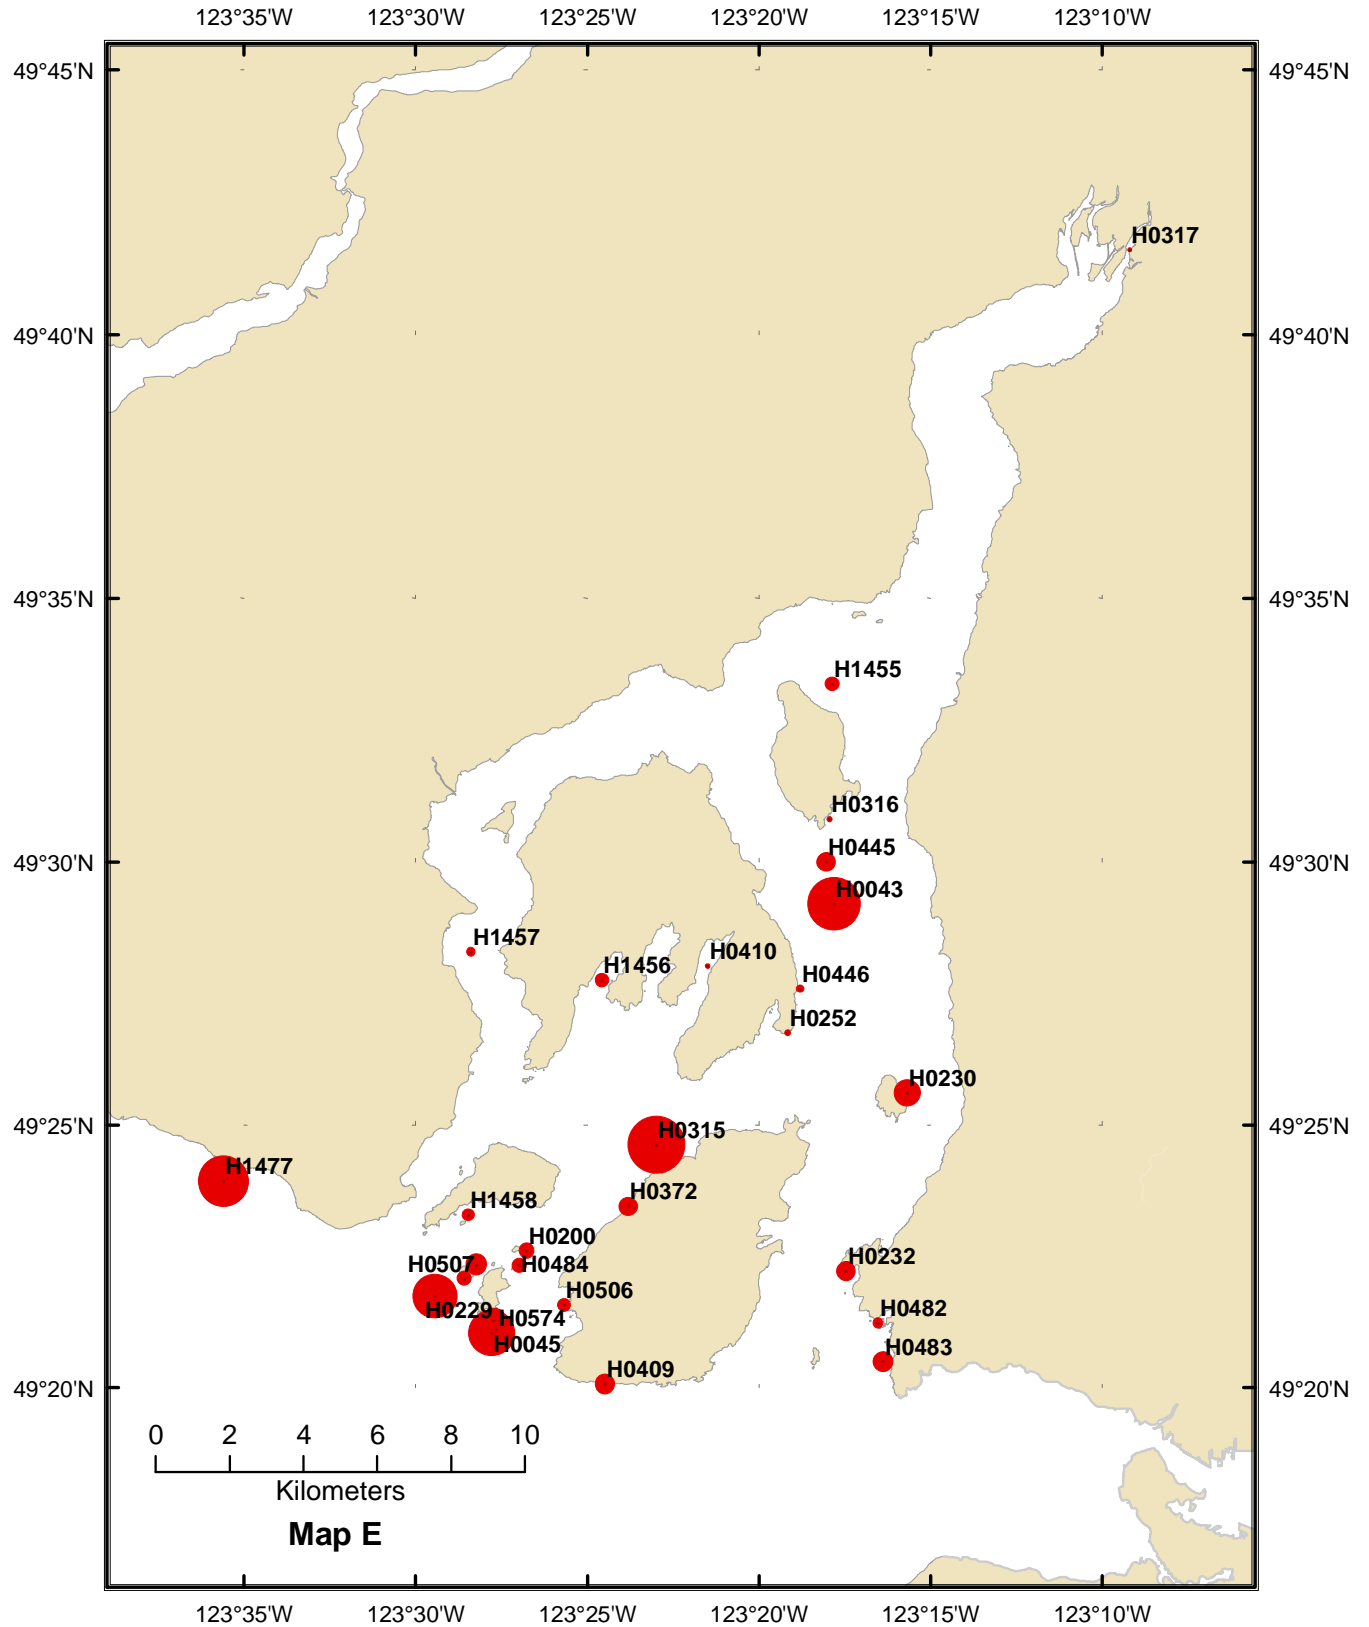 123°35'W 123°30'W 123°25'W 123°20'W 123°15'W 123°10'W
49°45'N 49°45'N
H0317
49°40'N 49°40'N
49°35'N 49°35'N
H1455
H0316
H0445
49°30'N 49°30'N
H0043
H1457
H0410
H1456
H0446
H0252
H0230
49°25'N 49°25'N
H0315
H1477
H0372
H1458
H0200
H0232
H0507 H0484
H0506
H0229
H0482
H0574
H0045
H0483
H0409
49°20'N 49°20'N
0 2 4 6 8 10
Kilometers
Map E
123°35'W 123°30'W 123°25'W 123°20'W 123°15'W 123°10'W